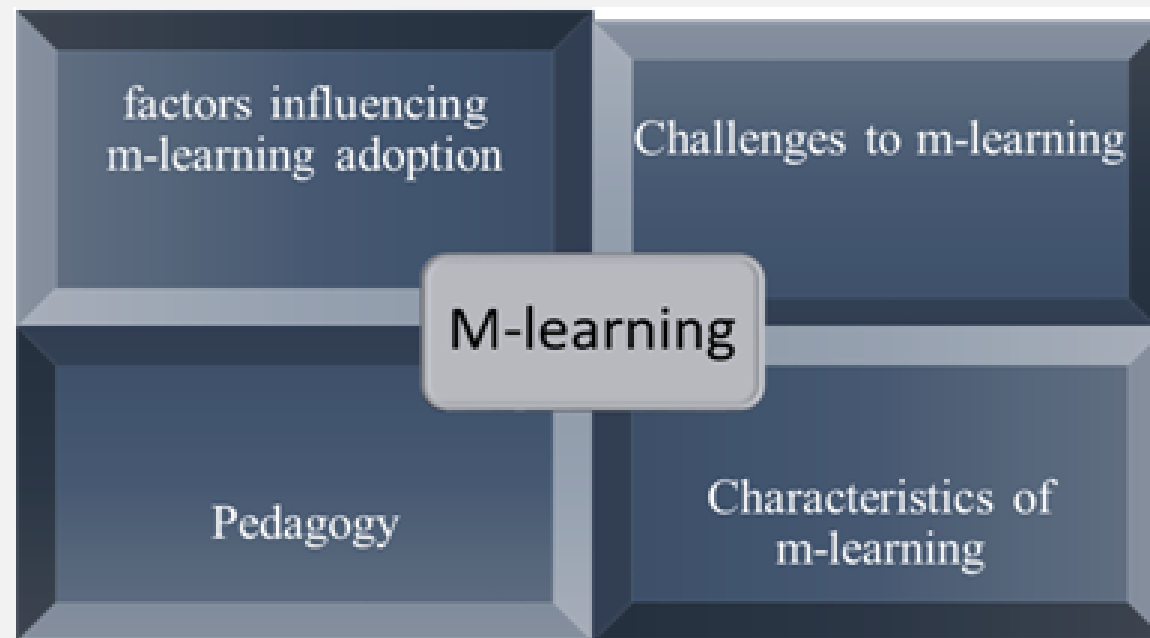 factors influencing
m-learning adoption
Challenges to m-learning
M-learning
Pedagogy
Characteristics of
m-learning